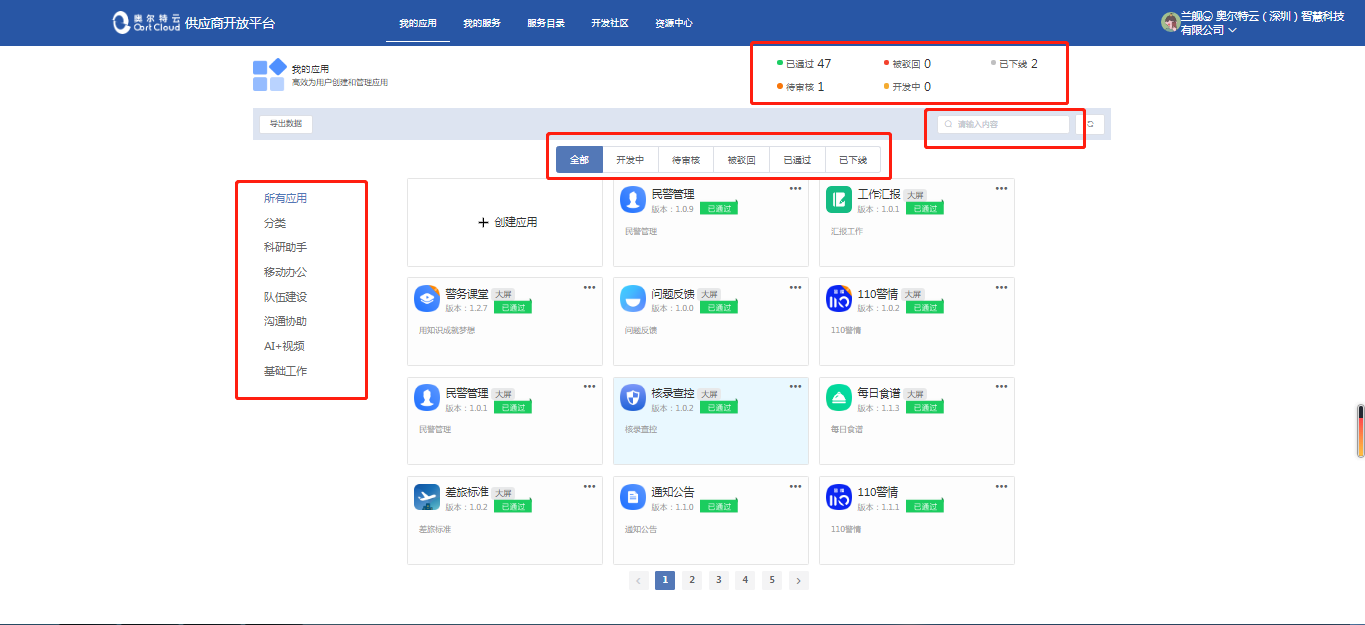 奥尔特云
Oort Cloud
供应商开放平台
我的应用 我的服务 服务目录 开发社区 资源中心
兰舰 奥尔特云（深圳）智慧科技
有限公司
我的应用
高效为用户创建和管理应用
已通过 47 被驳回 0 已下线 2
待审核 1 开发中 0
导出数据
请输入内容
全部 开发中 待审核 被驳回 已通过 已下线
所有应用
分类
科研助手
移动办公
队伍建设
沟通协助
AI+视频
基础工作
+ 创建应用
民警管理
版本：1.0.9 已通过
民警管理
工作汇报 大屏
版本：1.0.1 已通过
汇报工作
警务课堂 大屏
版本：1.2.7 已通过
用知识成就梦想
问题反馈 大屏
版本：1.0.0 已通过
问题反馈
110警情 大屏
版本：1.0.2 已通过
110警情
民警管理 大屏
版本：1.0.1 已通过
民警管理
核录查控 大屏
版本：1.0.2 已通过
核录查控
每日食谱 大屏
版本：1.1.3 已通过
每日食谱
差旅标准 大屏
版本：1.0.2 已通过
差旅标准
通知公告
版本：1.1.0 已通过
通知公告
110警情
版本：1.1.1 已通过
110警情
1 2 3 4 5